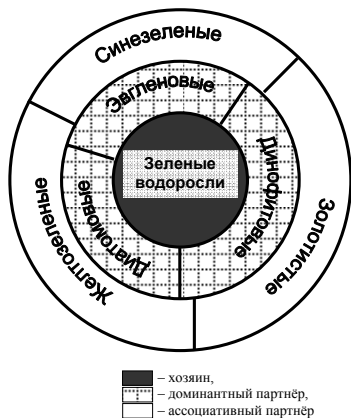 Синезеленые
Эвгленовые
Зеленые
водоросли
Динофитовые
Диатомовые
Желтозеленые
Золотистые
– хозяин,
– доминантный партнёр,
– ассоциативный партнёр